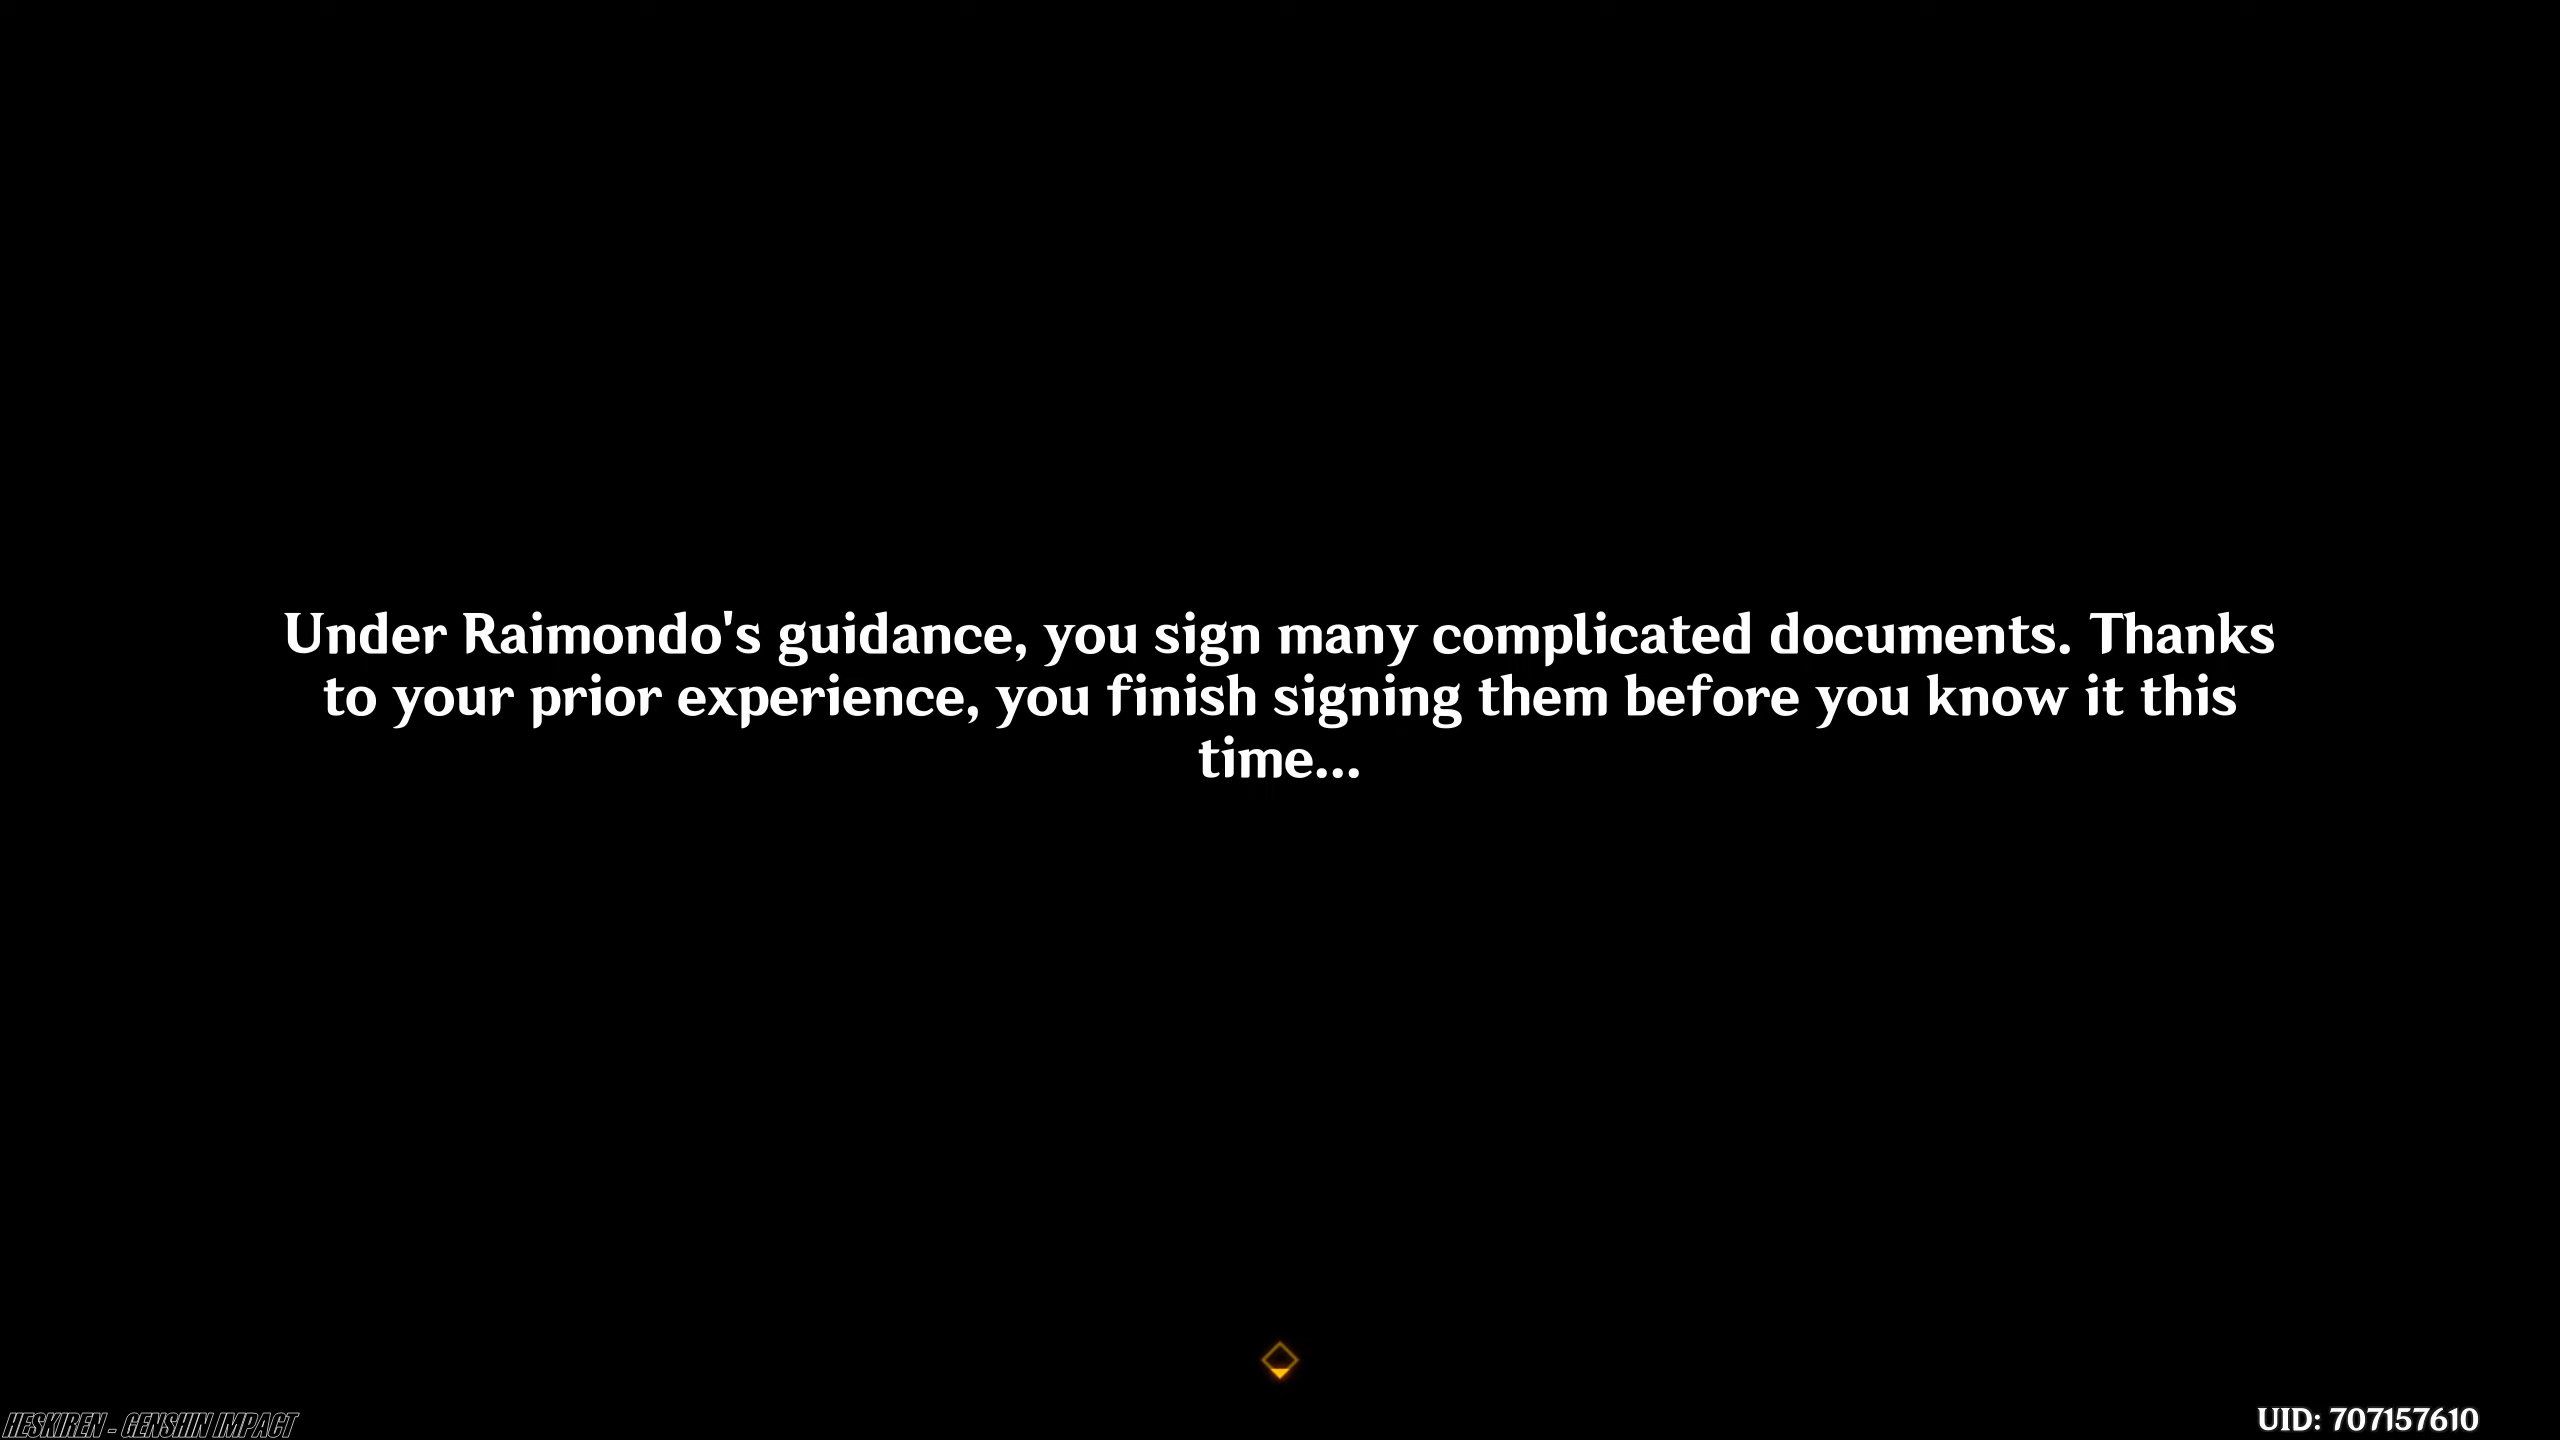 Under Raimondo's guidance, you sign many complicated documents. Thanks
to your prior experience, you finish signing them before you know it this
time...
HESKIREN - GENSHIN IMPACT
UID: 707157610